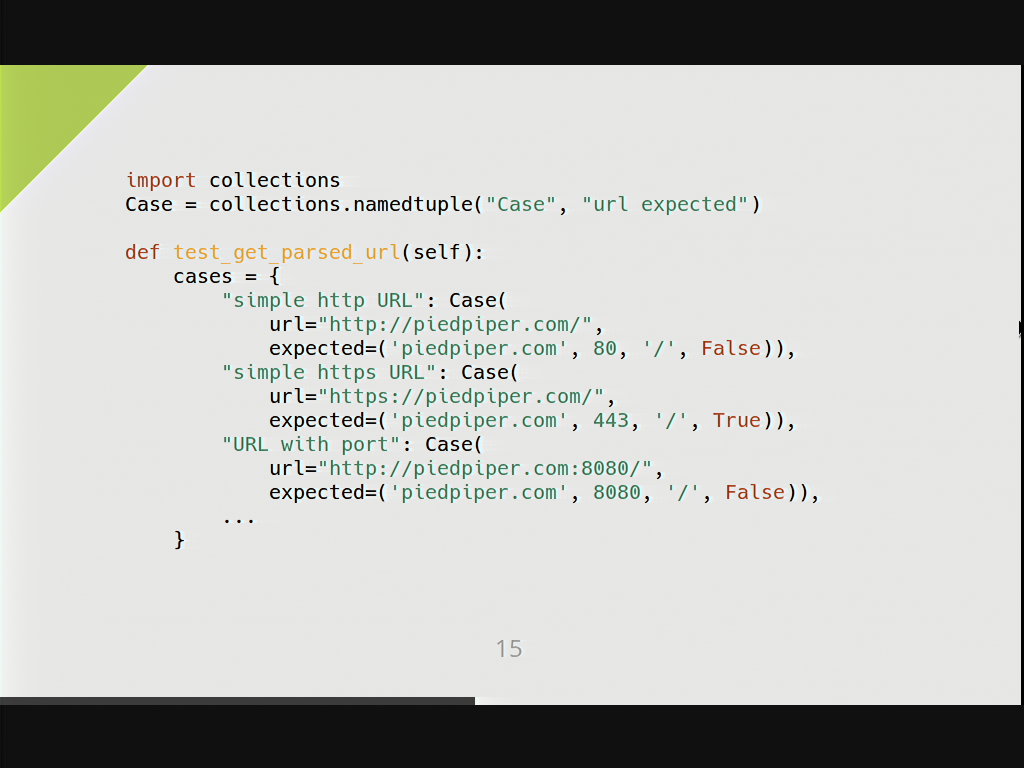 import collections
Case = collections.namedtuple("Case", "url expected")
def test_get_parsed_url(self):
    cases = {
        "simple http URL": Case(
            url="http://piedpiper.com/",
            expected=('piedpiper.com', 80, '/', False)),
        "simple https URL": Case(
            url="https://piedpiper.com/",
            expected=('piedpiper.com', 443, '/', True)),
        "URL with port": Case(
            url="http://piedpiper.com:8080/",
            expected=('piedpiper.com', 8080, '/', False)),
        ...
    }
15